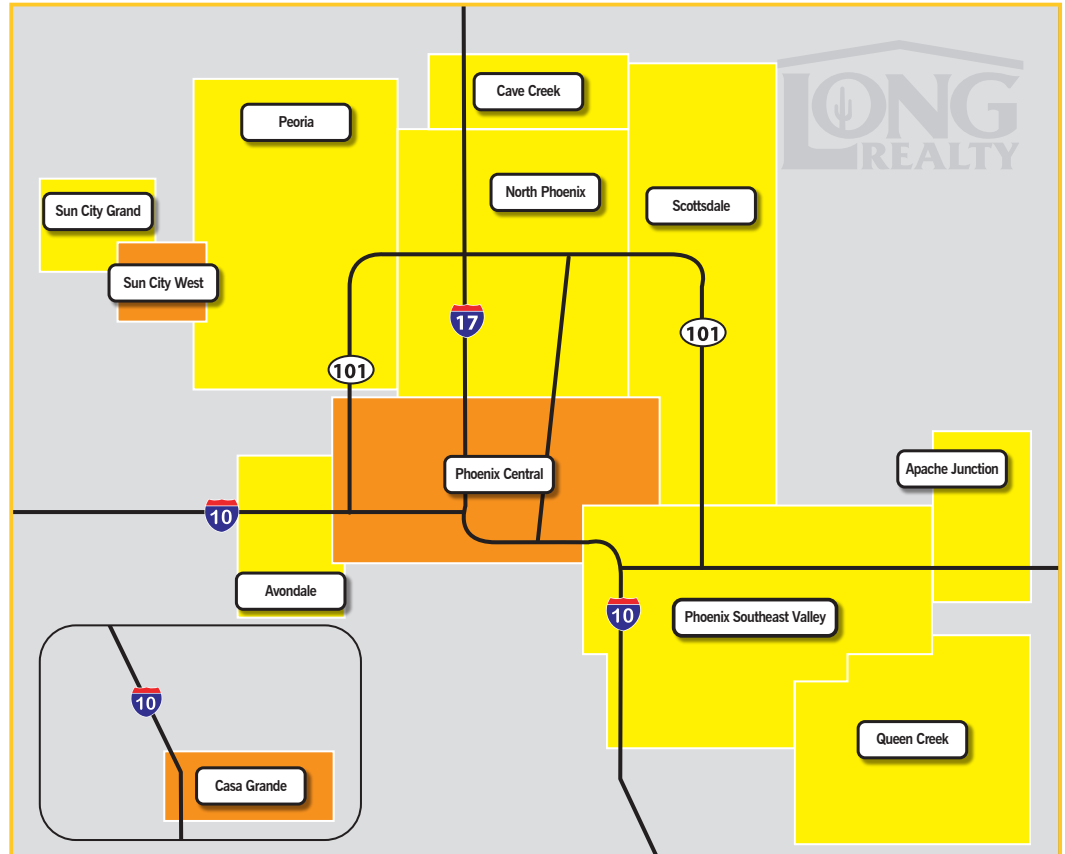 LONG
REALTY
Cave Creek
Peoria
North Phoenix
Scottsdale
Sun City Grand
Sun City West
17
101
101
Phoenix Central
Apache Junction
10
Avondale
10
Phoenix Southeast Valley
10
Queen Creek
Casa Grande